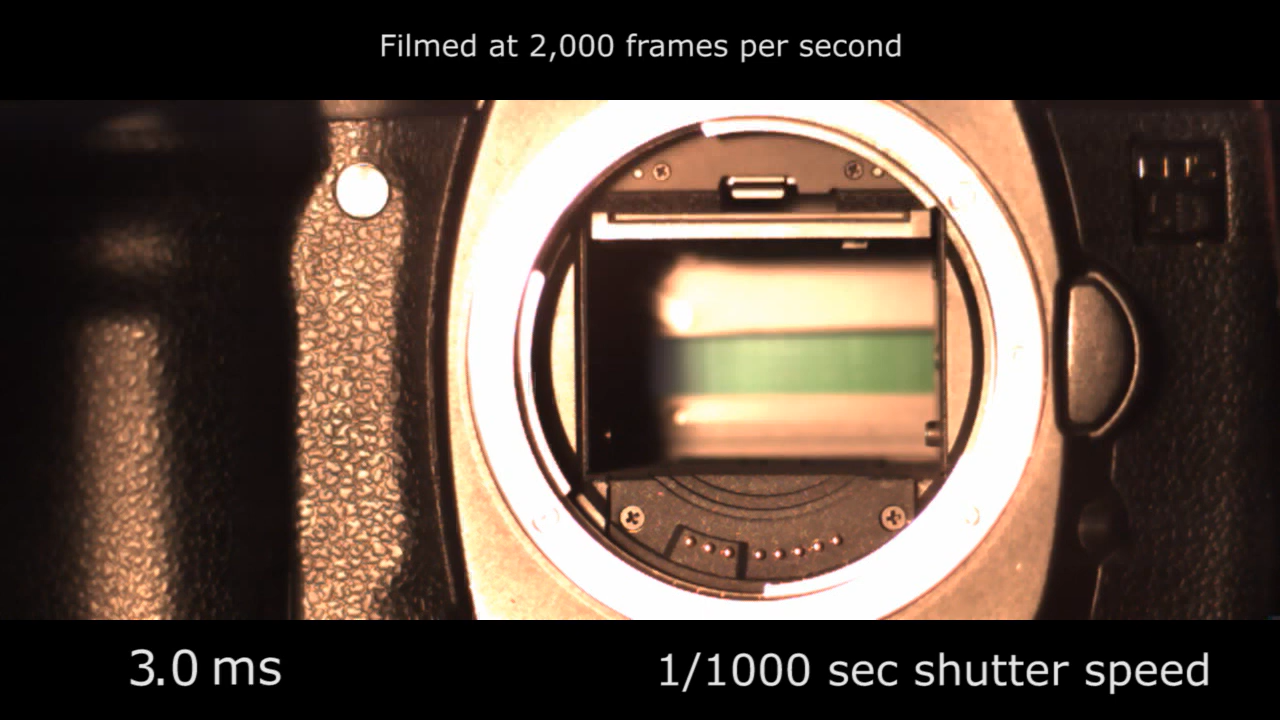 Filmed at 2,000 frames per second
3.0 ms
1/1000 sec shutter speed